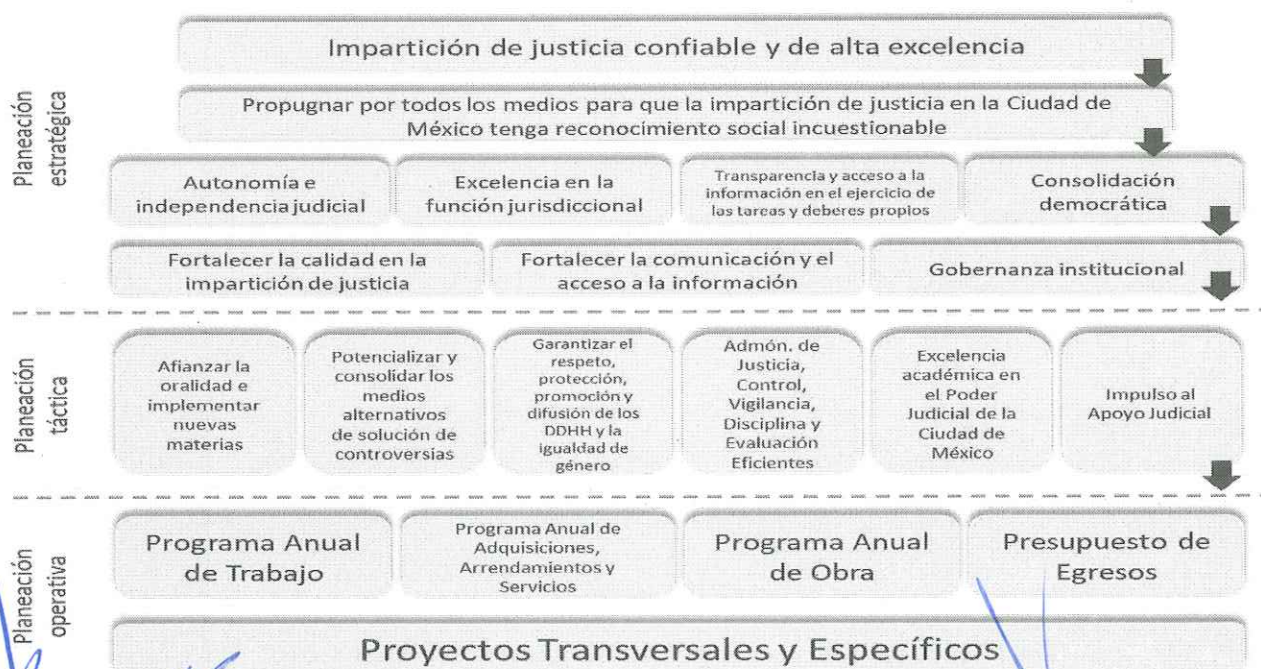 Impartición de justicia confiable y de alta excelencia
Planeación
estratégica
Propugnar por todos los medios para que la impartición de justicia en la Ciudad de
México tenga reconocimiento social incuestionable
Autonomía e
independencia judicial
Excelencia en la
función jurisdiccional
Transparencia y acceso a la
información en el ejercicio de
las tareas y deberes propios
Consolidación
democrática
Fortalecer la calidad en la
impartición de justicia
Fortalecer la comunicación y el
acceso a la información
Gobernanza institucional
Planeación
táctica
Afianzar la
oralidad e
implementar
nuevas
materias
Potencializar y
consolidar los
medios
alternativos
de solución de
controversias
Garantizar el
respeto,
protección,
promoción y
difusión de los
DDHH y la
igualdad de
género
Admón. de
Justicia,
Control,
Vigilancia,
Disciplina y
Evaluación
Eficientes
Excelencia
académica en
el Poder
Judicial de la
Ciudad de
México
Impulso al
Apoyo Judicial
Planeación
operativa
Programa Anual
de Trabajo
Programa Anual de
Adquisiciones,
Arrendamientos y
Servicios
Programa Anual
de Obra
Presupuesto de
Egresos
Proyectos Transversales y Específicos